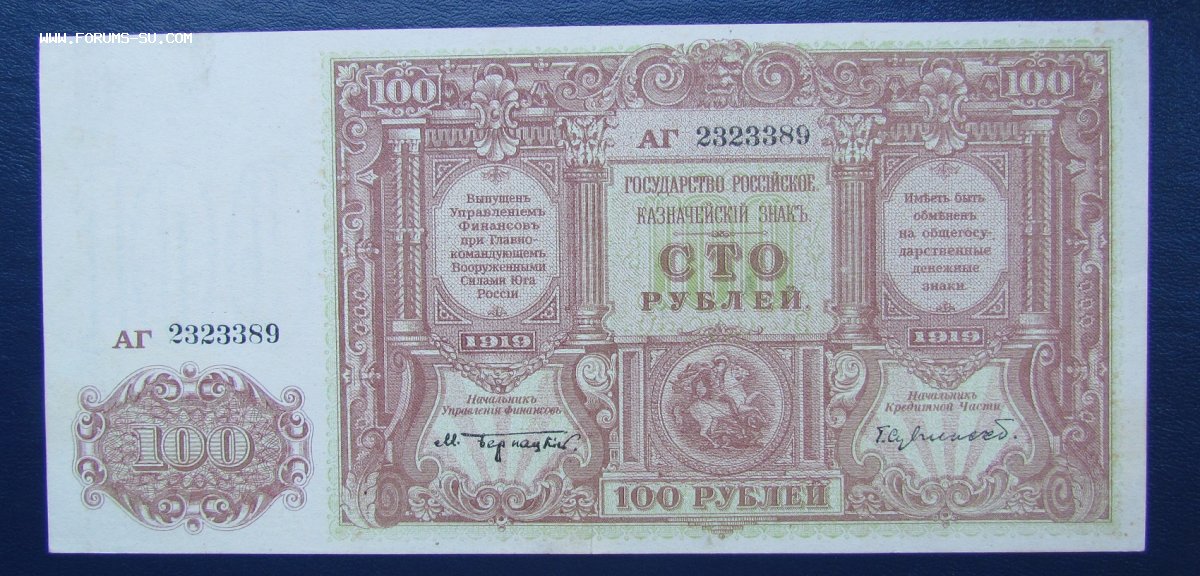 WWW.FORUMS-SU.COM
100
100
АГ 2323389
ГОСУДАРСТВО РОССІЙСКОЕ.
КАЗНАЧЕЙСКІЙ ЗНАКЪ.
СТО
РУБЛЕЙ.
Выпущенъ
Управленіемъ
Финансовъ
при Главно-
командующемъ
Вооруженными
Силами Юга
Россіи
Имѣетъ быть
обмѣненъ
на общегосу-
дарственные
денежные
знаки.
АГ 2323389
1919
1919
Начальникъ
Управленія Финансовъ
М. Бернацкій.
Начальникъ
Кредитной Части
100
100 РУБЛЕЙ